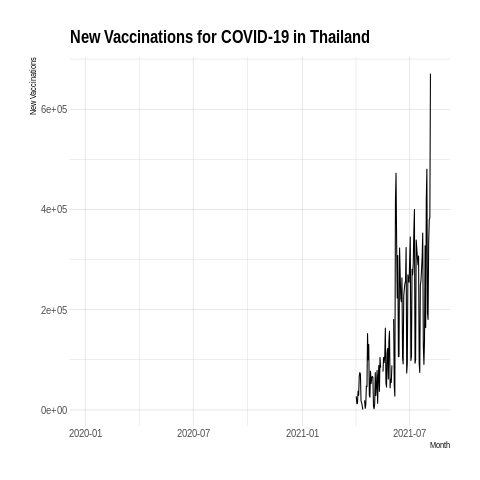 New Vaccinations for COVID-19 in Thailand
New Vaccinations
6e+05
4e+05
2e+05
0e+00
2020-01 2020-07 2021-01 2021-07
Month